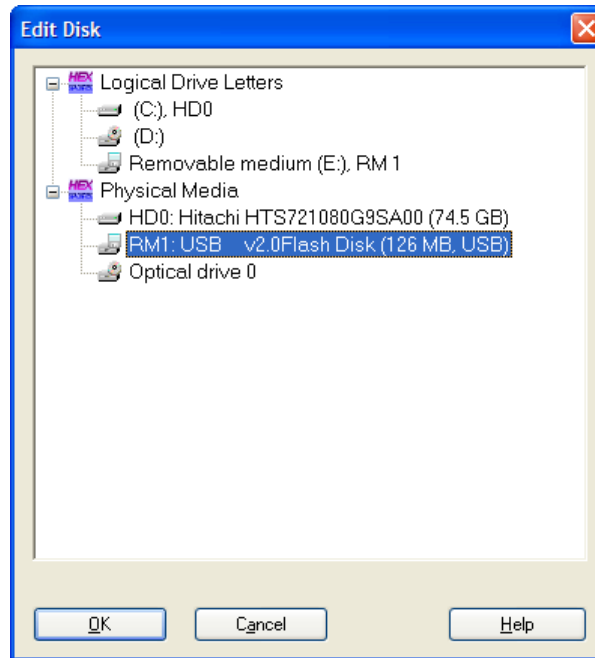 Edit Disk
HEX
Logical Drive Letters
(C:), HD0
(D:)
Removable medium (E:), RM 1
HEX
Physical Media
HD0: Hitachi HTS721080G9SA00 (74.5 GB)
RM1: USB    v2.0Flash Disk (126 MB, USB)
Optical drive 0
OK
Cancel
Help